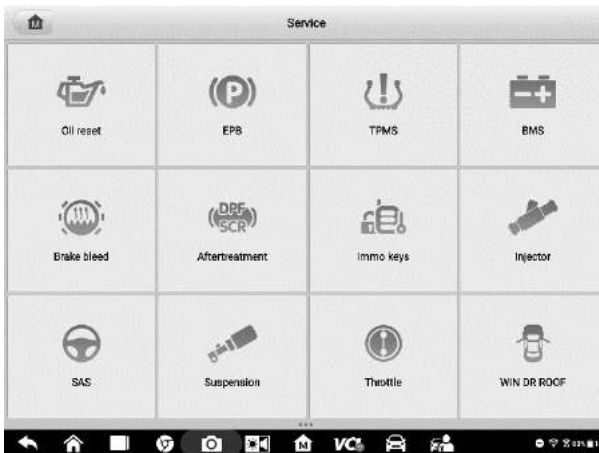 Service
Oil reset
EPB
TPMS
BMS
DPF
SCR
Brake bleed
Aftertreatment
Immo keys
Injector
SAS
Suspension
Throttle
WIN DR ROOF
VC